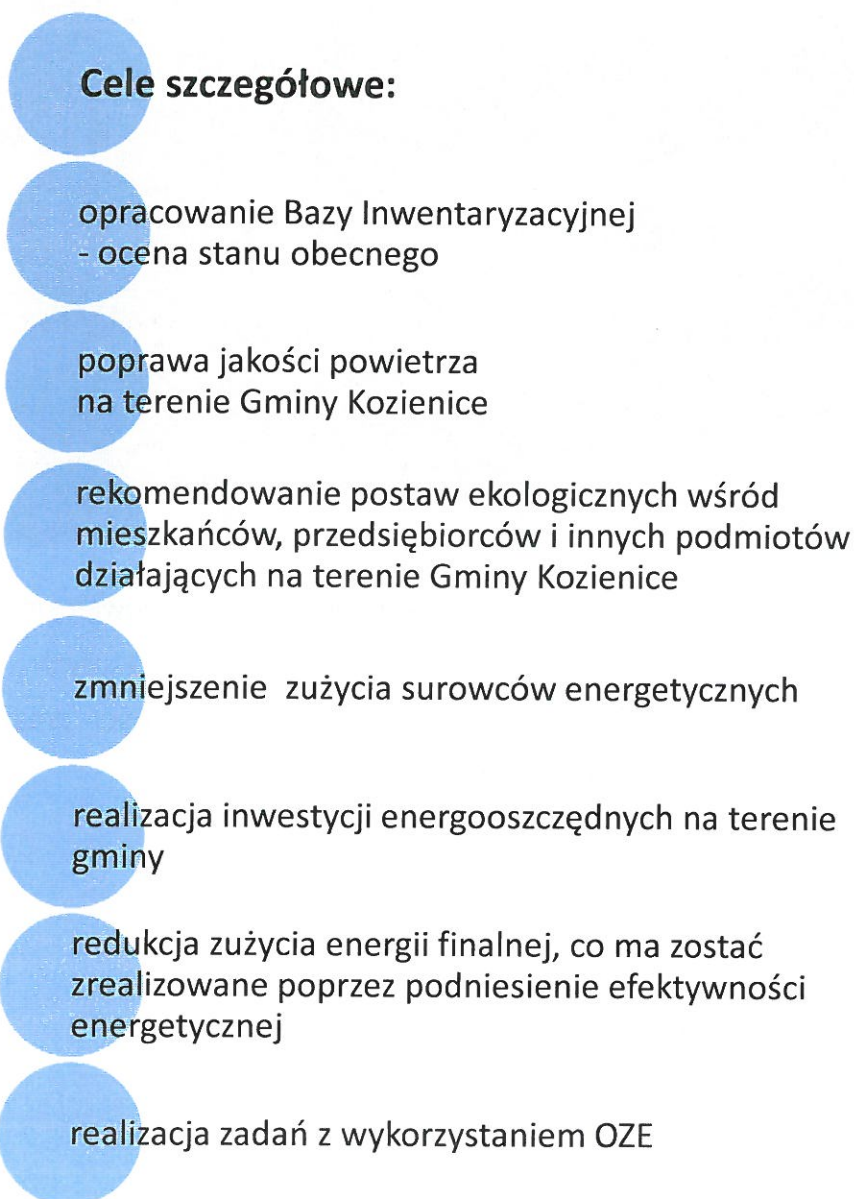 Cele szczegółowe:
opracowanie Bazy Inwentaryzacyjnej
- ocena stanu obecnego
poprawa jakości powietrza
na terenie Gminy Kozienice
rekomendowanie postaw ekologicznych wśród
mieszkańców, przedsiębiorców i innych podmiotów
działających na terenie Gminy Kozienice
zmniejszenie zużycia surowców energetycznych
realizacja inwestycji energooszczędnych na terenie
gminy
redukcja zużycia energii finalnej, co ma zostać
zrealizowane poprzez podniesienie efektywności
energetycznej
realizacja zadań z wykorzystaniem OZE